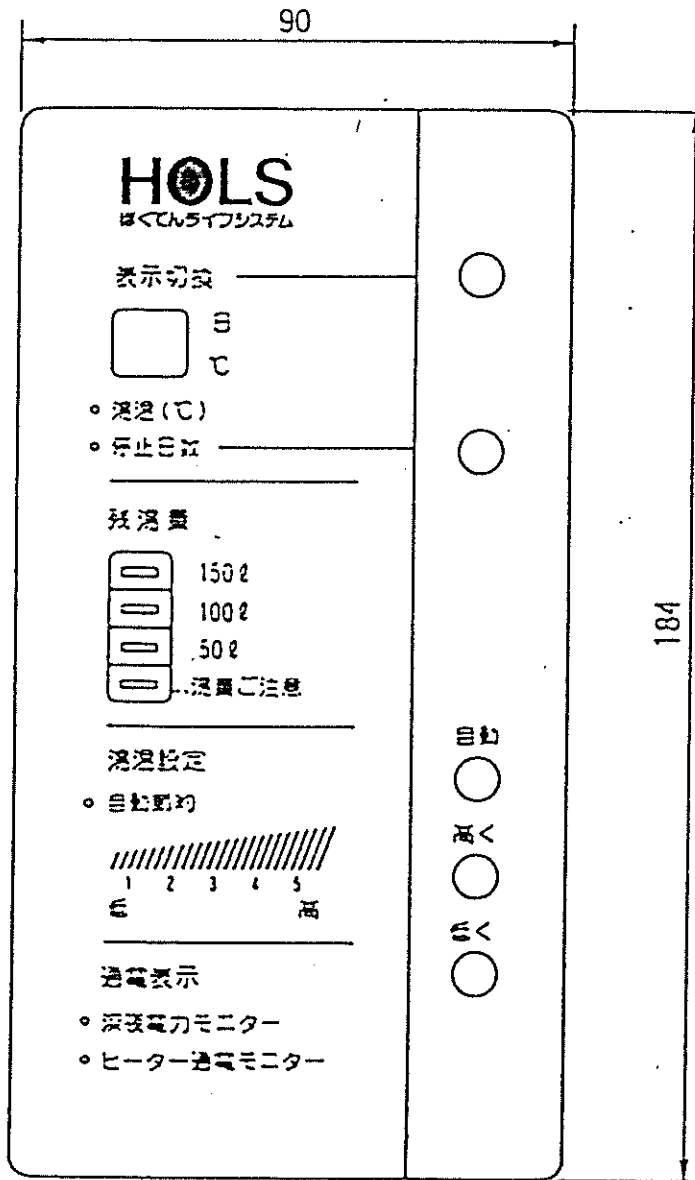 90
HOLS
ほくでんライフシステム
表示切換
日
℃
湯温(℃)
停止日数
残湯量
150ℓ
100ℓ
50ℓ
湯量ご注意
184
湯温設定
自動
自動節約
高く
1 2 3 4 5
低 高
低く
通電表示
深夜電力モニター
ヒーター通電モニター